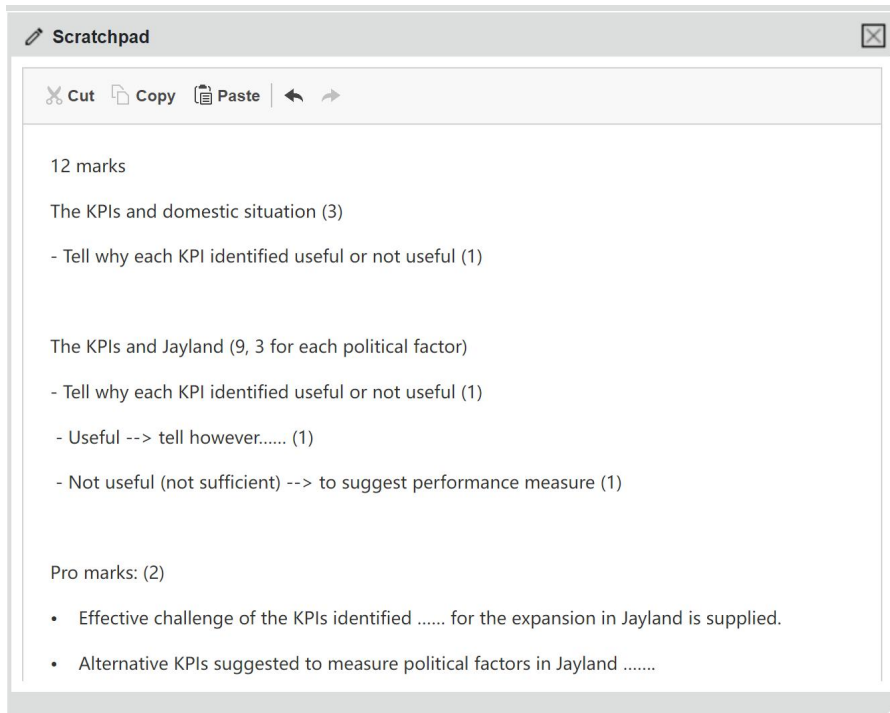 Scratchpad
Cut Copy Paste
12 marks
The KPIs and domestic situation (3)
- Tell why each KPI identified useful or not useful (1)
The KPIs and Jayland (9, 3 for each political factor)
- Tell why each KPI identified useful or not useful (1)
- Useful --> tell however...... (1)
- Not useful (not sufficient) --> to suggest performance measure (1)
Pro marks: (2)
• Effective challenge of the KPIs identified ...... for the expansion in Jayland is supplied.
• Alternative KPIs suggested to measure political factors in Jayland .......